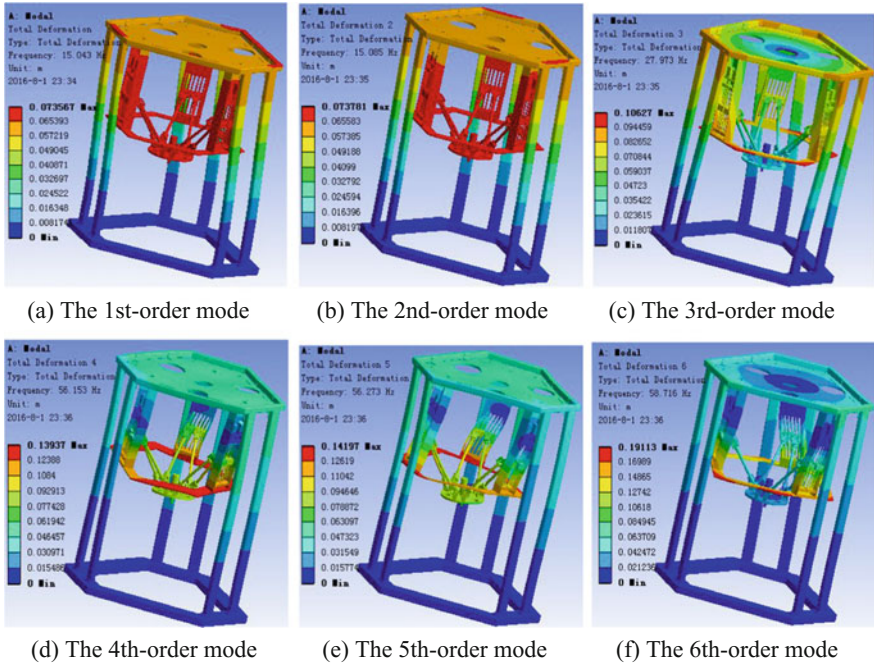 A: Modal
Total Deformation
Type: Total Deformation
Frequency: 15.043 Hz
Unit: m
2016-8-1 23:34
0.073567 Max
0.065393
0.057219
0.049045
0.040871
0.032697
0.024522
0.016348
0.008174
0 Min
(a) The 1st-order mode
A: Modal
Total Deformation 2
Type: Total Deformation
Frequency: 15.085 Hz
Unit: m
2016-8-1 23:35
0.073781 Max
0.065583
0.057385
0.049188
0.04099
0.032792
0.024594
0.016396
0.008197
0 Min
(b) The 2nd-order mode
A: Modal
Total Deformation 3
Type: Total Deformation
Frequency: 27.973 Hz
Unit: m
2016-8-1 23:35
0.10627 Max
0.094459
0.082652
0.070844
0.059037
0.04723
0.035422
0.023615
0.011807
0 Min
(c) The 3rd-order mode
A: Modal
Total Deformation 4
Type: Total Deformation
Frequency: 56.153 Hz
Unit: m
2016-8-1 23:36
0.13937 Max
0.12388
0.1084
0.092913
0.077428
0.061942
0.046457
0.030971
0.015486
0 Min
(d) The 4th-order mode
A: Modal
Total Deformation 5
Type: Total Deformation
Frequency: 56.273 Hz
Unit: m
2016-8-1 23:36
0.14197 Max
0.12619
0.11042
0.094646
0.078872
0.063097
0.047323
0.031549
0.015774
0 Min
(e) The 5th-order mode
A: Modal
Total Deformation 6
Type: Total Deformation
Frequency: 58.716 Hz
Unit: m
2016-8-1 23:36
0.19113 Max
0.16989
0.14865
0.12742
0.10618
0.084945
0.063709
0.042472
0.021236
0 Min
(f) The 6th-order mode